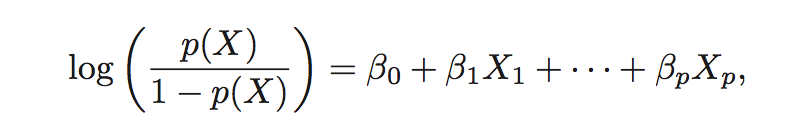 log ( p(X) / 1 − p(X) ) = β₀ + β₁X₁ + ⋯ + βₚXₚ,